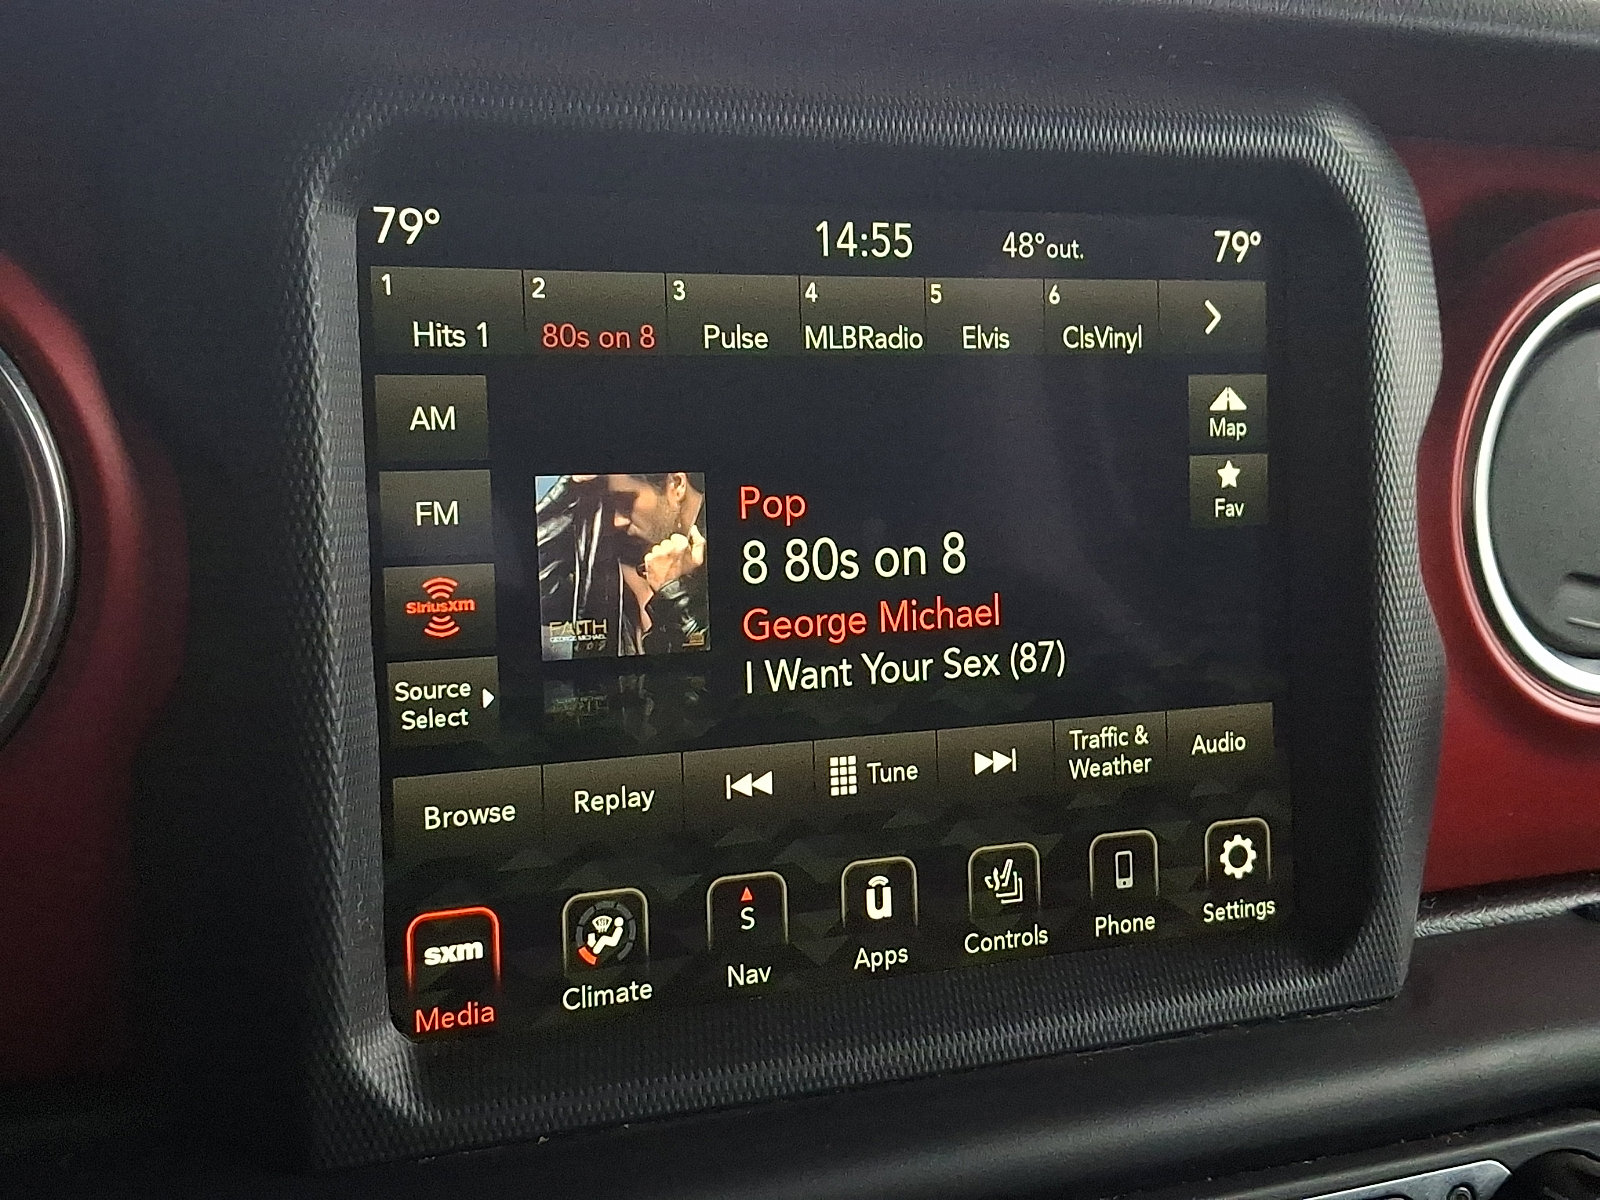 79°
14:55
48°out.
79°
1
2
3
4
5
6
Hits 1
80s on 8
Pulse
MLBRadio
Elvis
ClsVinyl
AM
Map
FM
Fav
SiriusXM
Source
Select
FAITH
GEORGE MICHAEL
Pop
8 80s on 8
George Michael
I Want Your Sex (87)
Browse
Replay
Tune
Traffic &
Weather
Audio
sxm
Media
Climate
S
Nav
ū
Apps
Controls
Phone
Settings